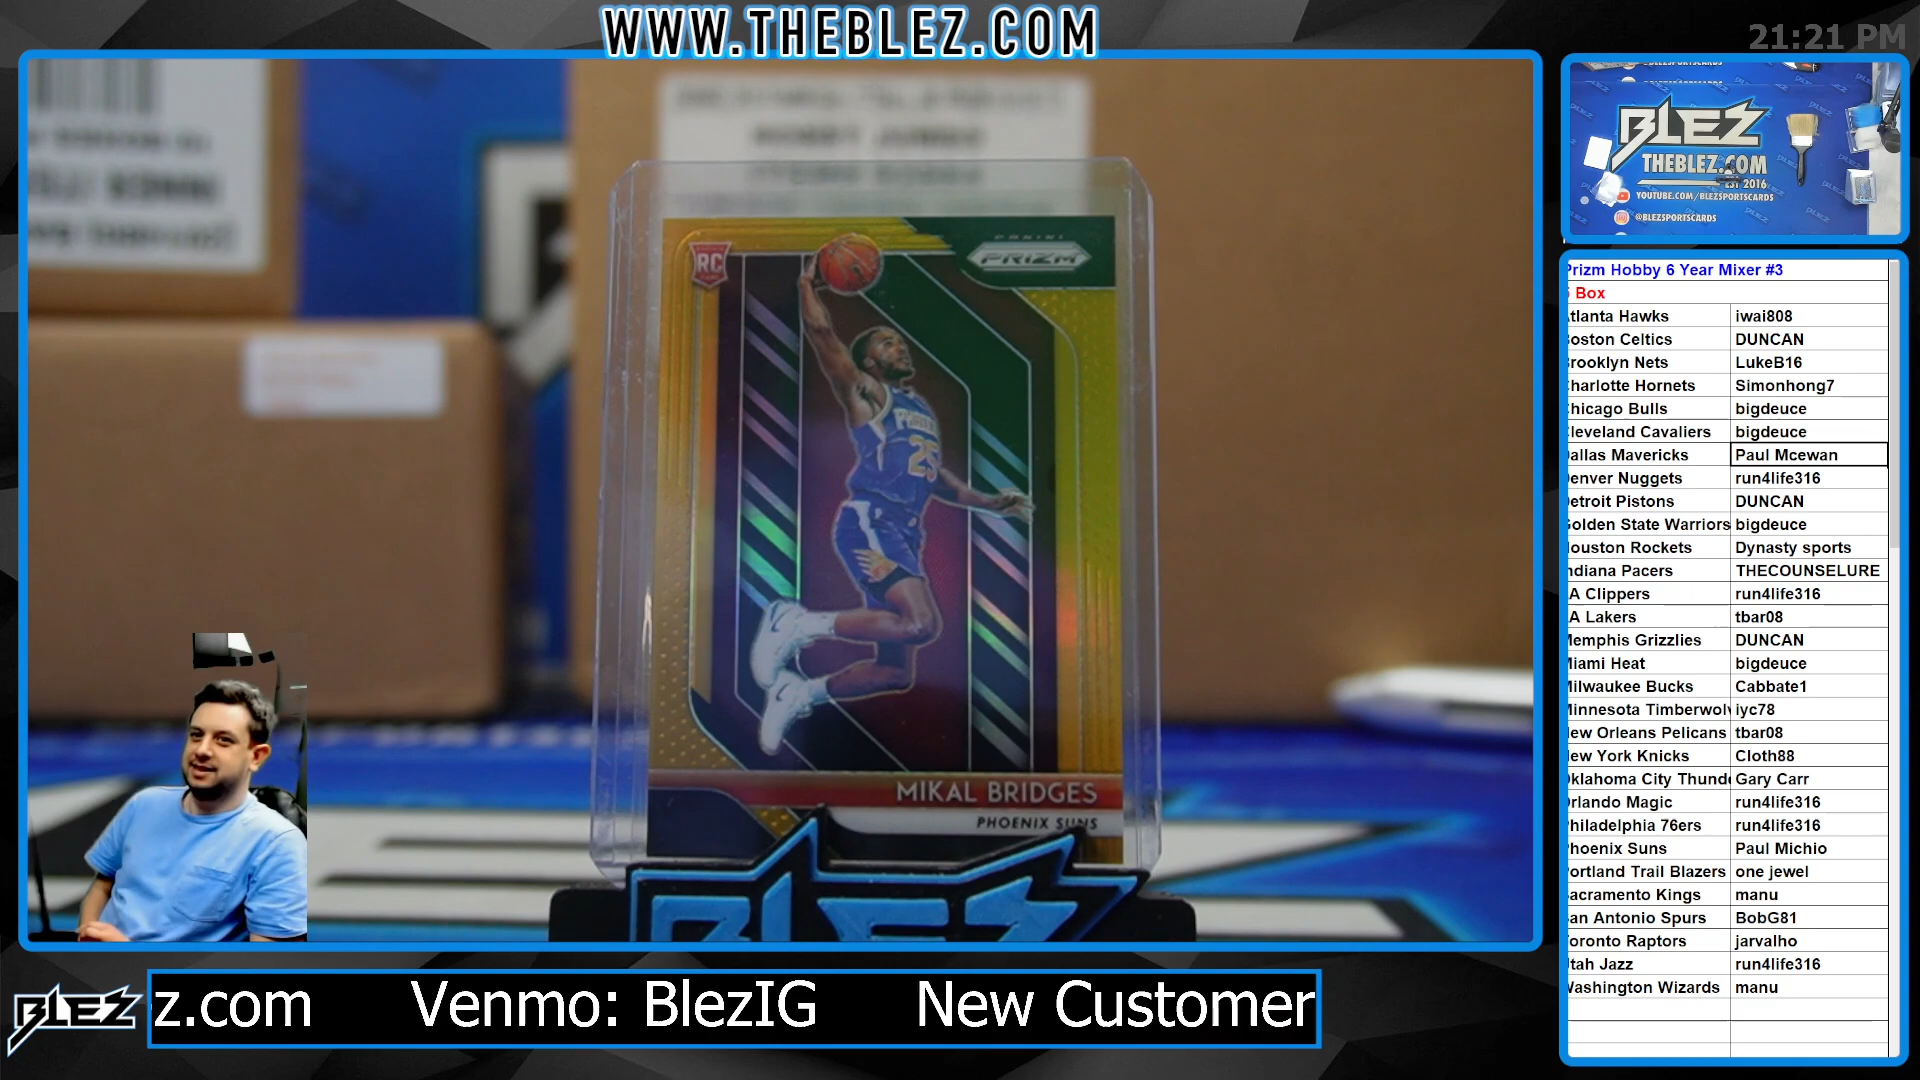 WWW.THEBLEZ.COM
21:21 PM
BLEZ
THEBLEZ.COM
EST 2016
YOUTUBE.COM/BLEZSPORTSCARDS
@BLEZSPORTSCARDS
RC
PANINI
PRIZM
25
MIKAL BRIDGES
PHOENIX SUNS
BLEZ
Prizm Hobby 6 Year Mixer #3
Box
tlanta Hawks iwai808
oston Celtics DUNCAN
rooklyn Nets LukeB16
harlotte Hornets Simonhong7
hicago Bulls bigdeuce
leveland Cavaliers bigdeuce
allas Mavericks Paul Mcewan
enver Nuggets run4life316
etroit Pistons DUNCAN
olden State Warriors bigdeuce
ouston Rockets Dynasty sports
ndiana Pacers THECOUNSELURE
A Clippers run4life316
A Lakers tbar08
emphis Grizzlies DUNCAN
iami Heat bigdeuce
ilwaukee Bucks Cabbate1
innesota Timberwolv iyc78
ew Orleans Pelicans tbar08
ew York Knicks Cloth88
klahoma City Thund Gary Carr
rlando Magic run4life316
hiladelphia 76ers run4life316
hoenix Suns Paul Michio
ortland Trail Blazers one jewel
acramento Kings manu
an Antonio Spurs BobG81
oronto Raptors jarvalho
tah Jazz run4life316
ashington Wizards manu
BLEZ
z.com Venmo: BlezIG New Customer